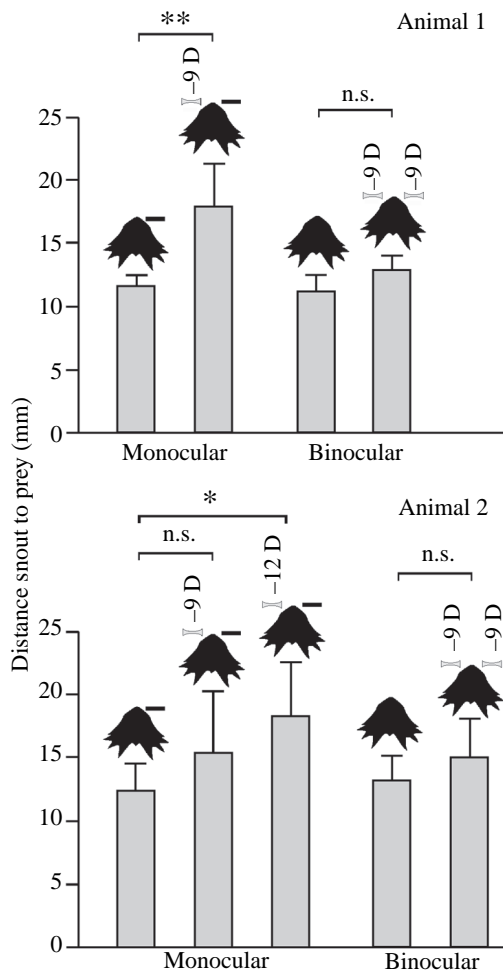 Animal 1
**
–9 D
n.s.
–9 D
–9 D
25
20
15
10
5
0
Monocular
Binocular
Distance snout to prey (mm)
Animal 2
*
n.s.
–9 D
–12 D
n.s.
–9 D
–9 D
25
20
15
10
5
0
Monocular
Binocular